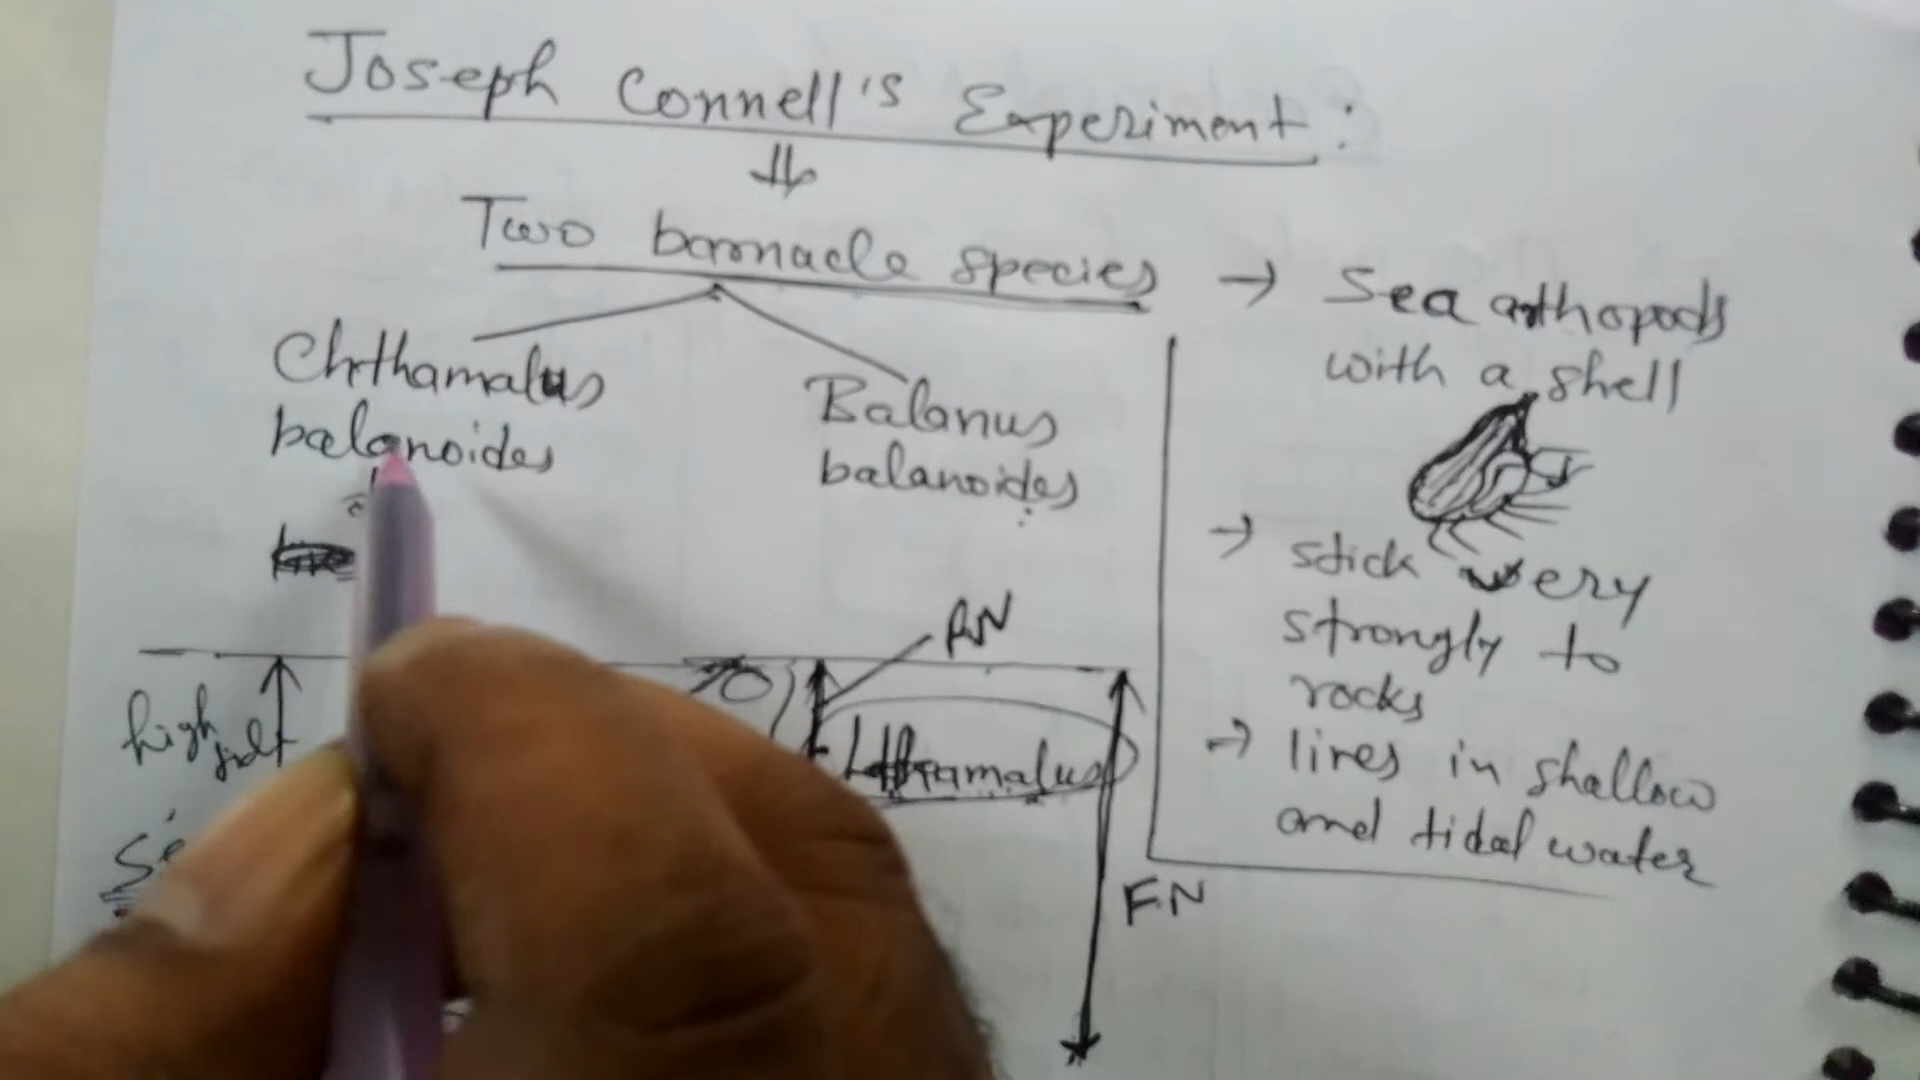 Joseph Connell's Experiment:
Two barnacle species → Sea arthopods
with a shell
Chthamalus
balanoides
Balanus
balanoides
→ stick very
strongly to
rocks
→ lives in shallow
and tidal water
RN
high
Chthamalus
F.N